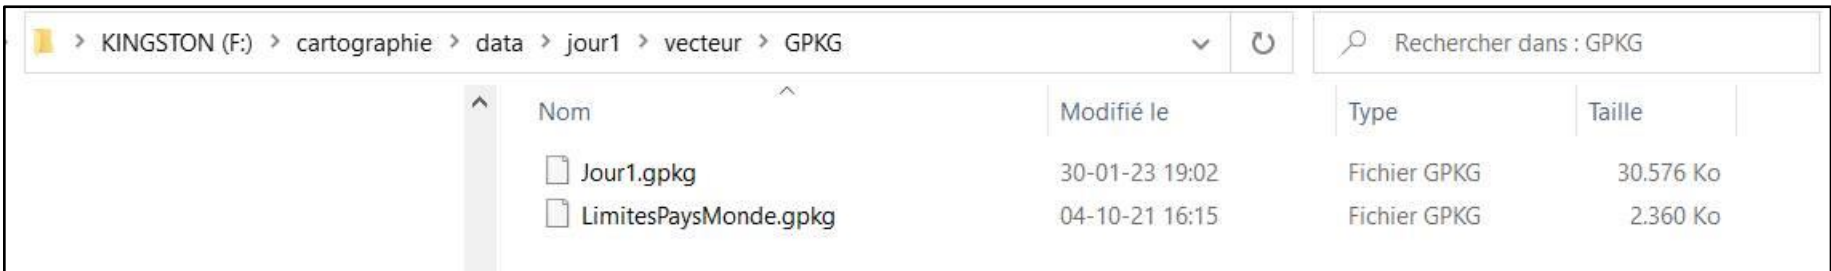 KINGSTON (F:) > cartographie > data > jour1 > vecteur > GPKG
Rechercher dans : GPKG
Nom Modifié le Type Taille
Jour1.gpkg 30-01-23 19:02 Fichier GPKG 30.576 Ko
LimitesPaysMonde.gpkg 04-10-21 16:15 Fichier GPKG 2.360 Ko